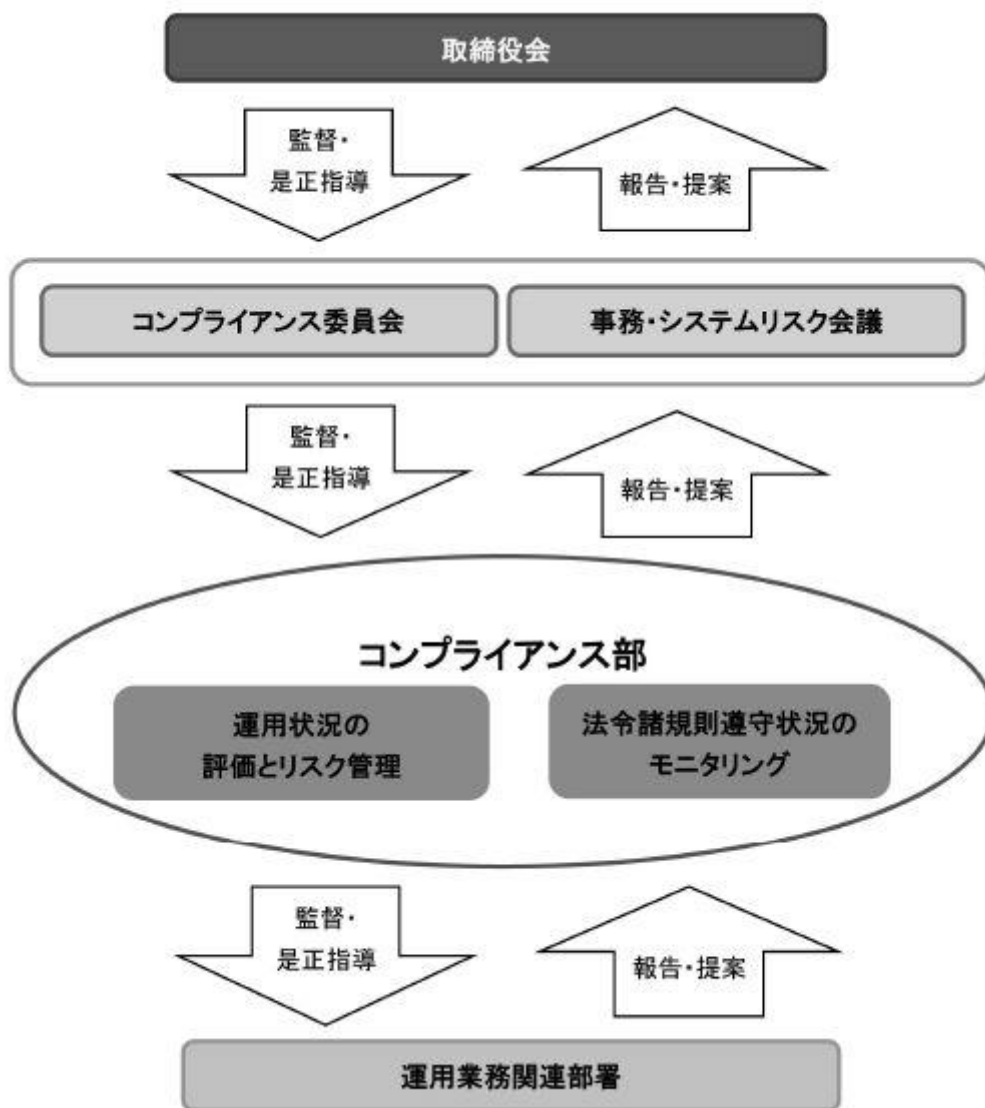 取締役会
監督・
是正指導
報告・提案
コンプライアンス委員会
事務・システムリスク会議
監督・
是正指導
報告・提案
コンプライアンス部
運用状況の
評価とリスク管理
法令諸規則遵守状況の
モニタリング
監督・
是正指導
報告・提案
運用業務関連部署